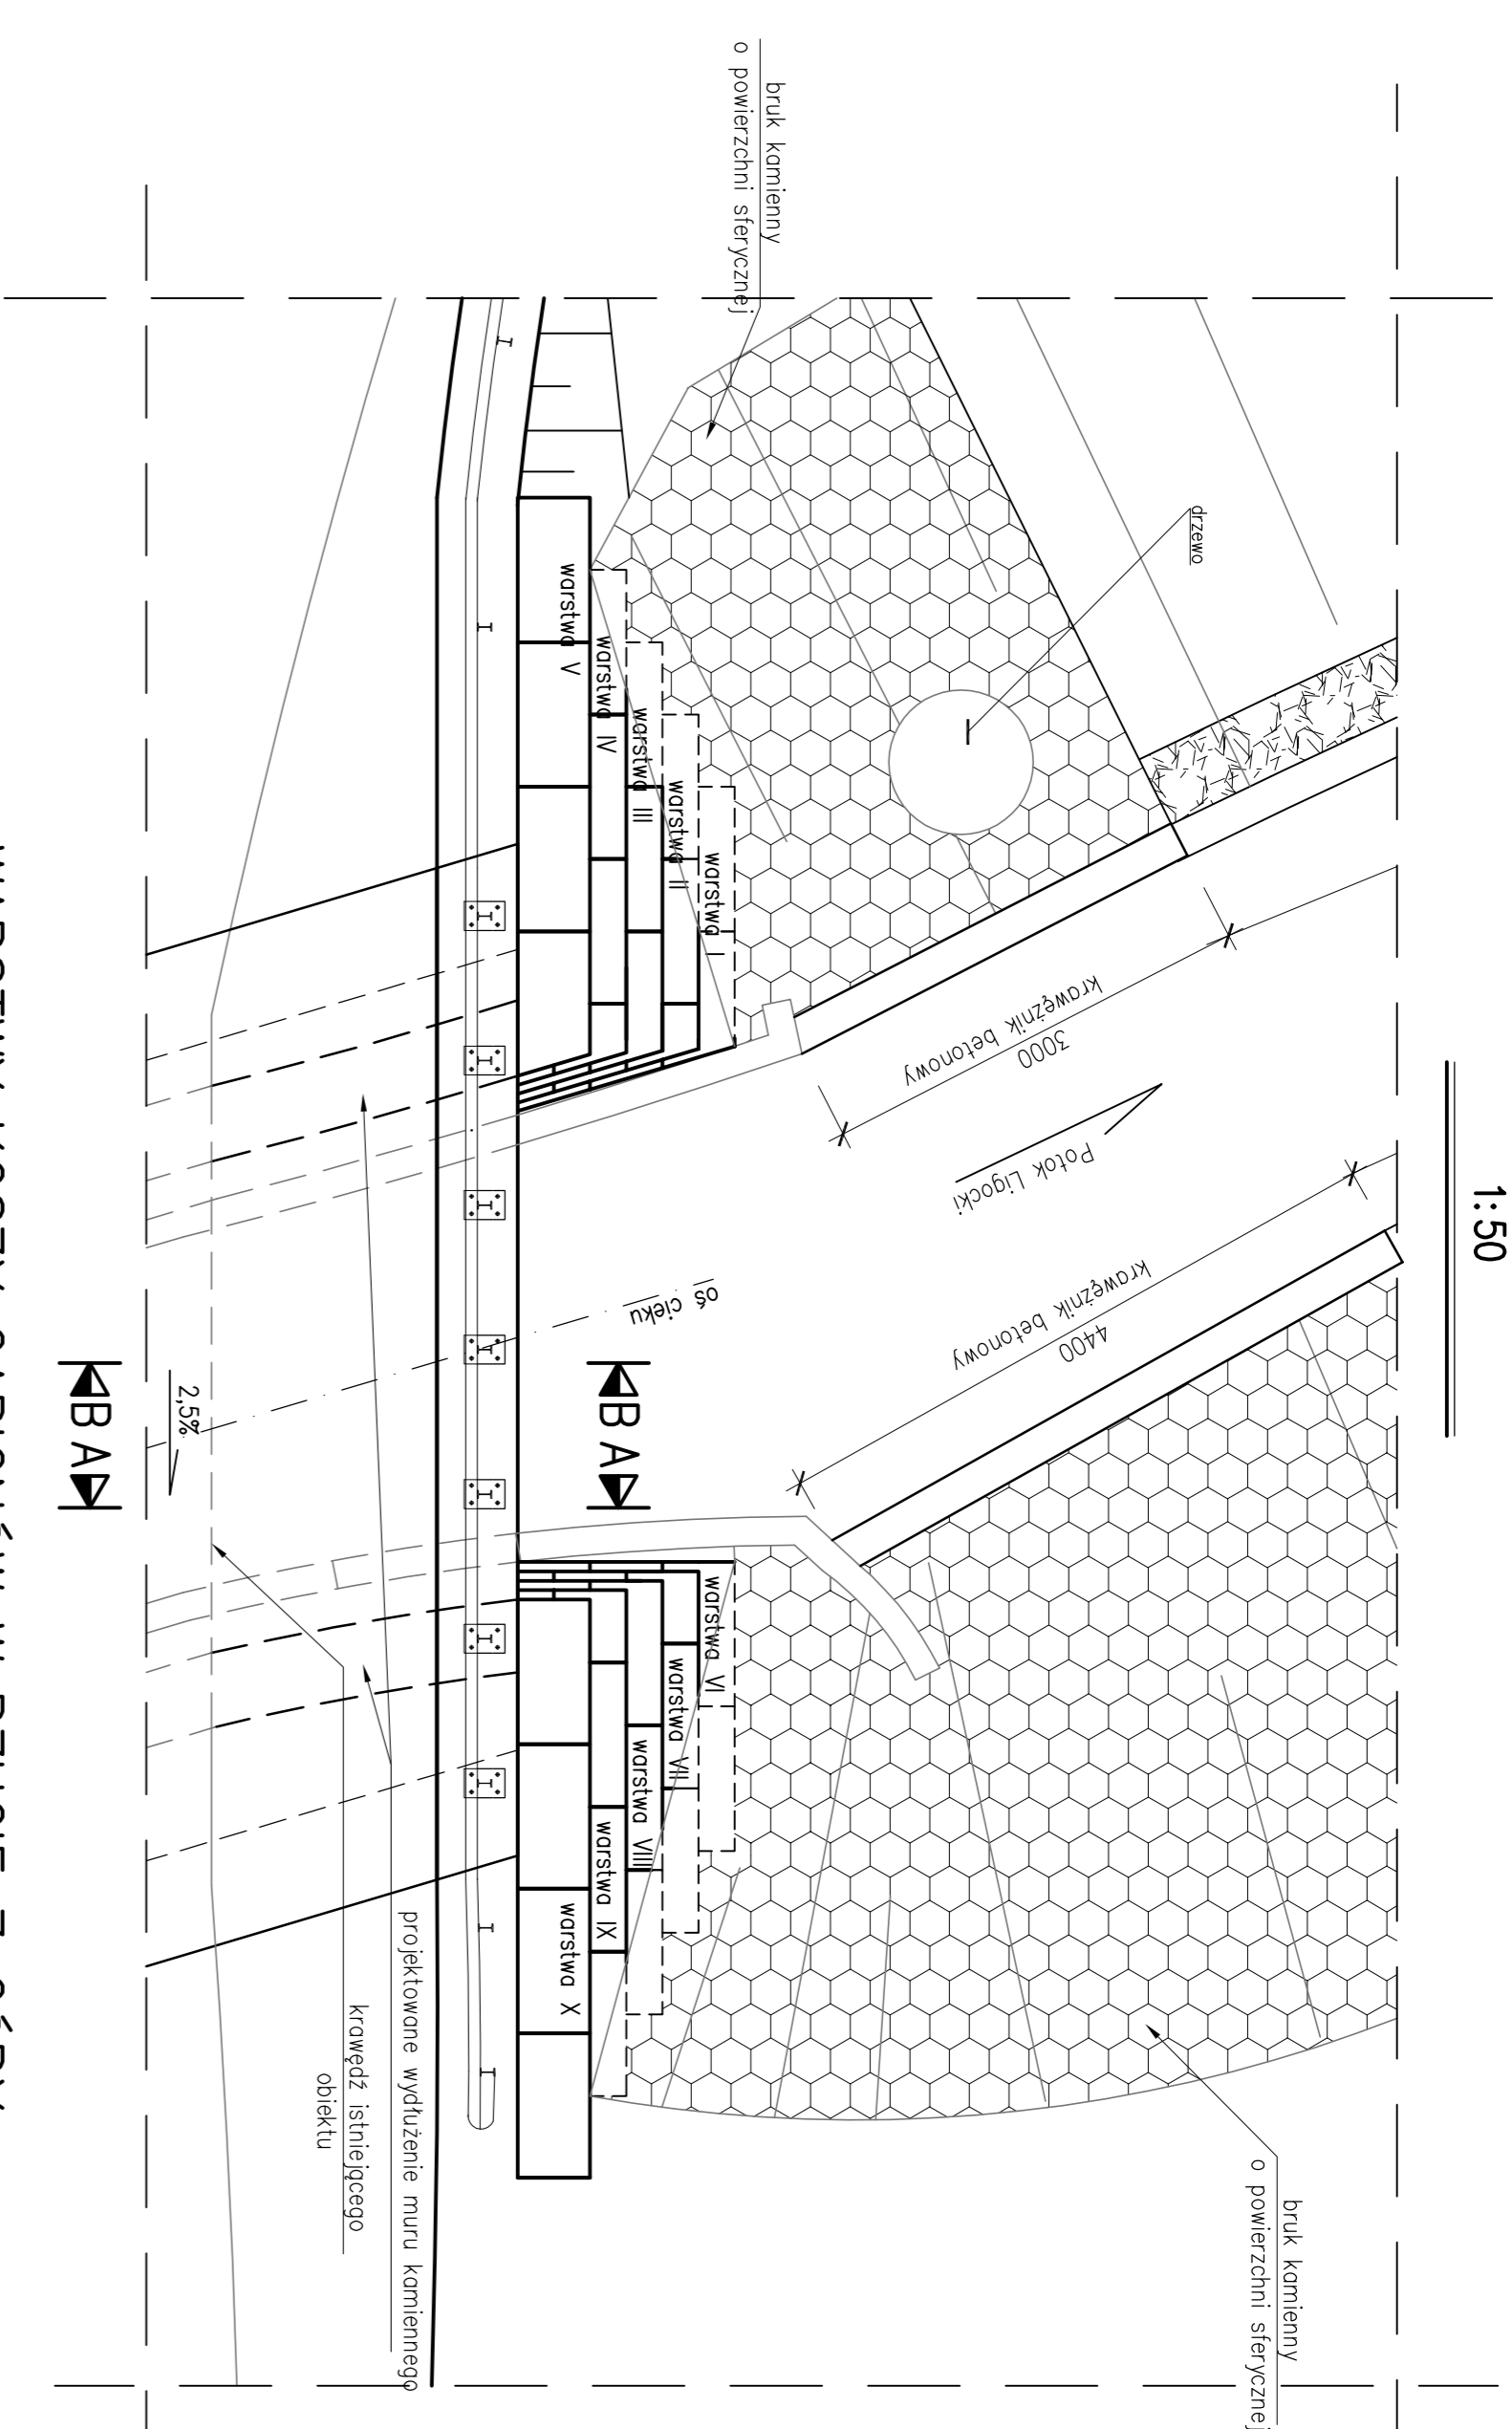 1:50
bruk kamienny
o powierzchni sferycznej
drzewo
warstwa V
warstwa IV
warstwa III
warstwa II
warstwa I
krawężnik betonowy
3000
Potok Ligocki
krawężnik betonowy
4400
oś cieku
B A
B A
2,5%
warstwa VI
warstwa VII
warstwa VIII
warstwa IX
warstwa X
projektowane wydłużenie muru kamiennego
krawędź istniejącego
obiektu
bruk kamienny
o powierzchni sferycznej